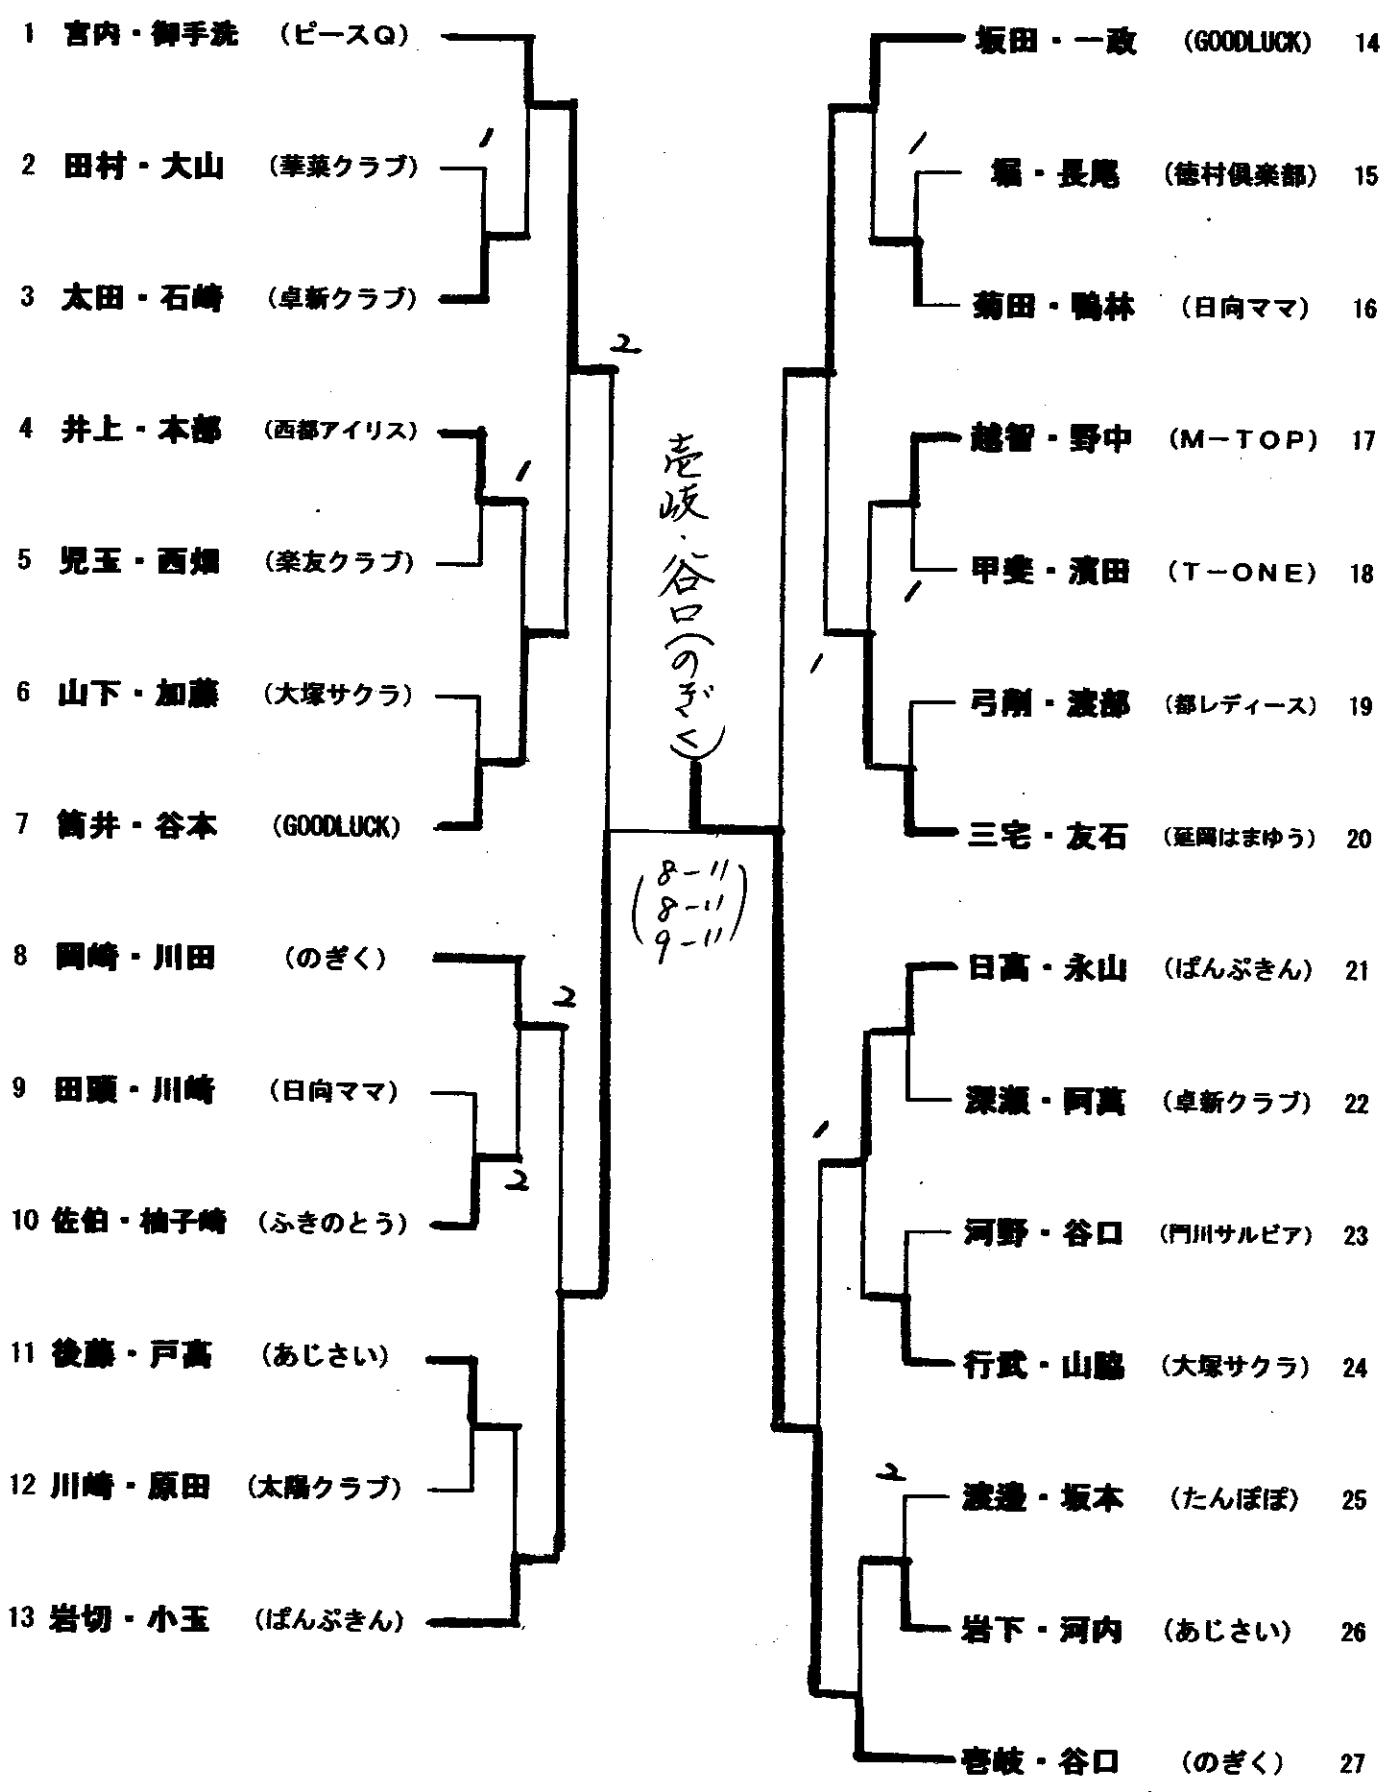 1 宮内・御手洗 (ピースQ)
2 田村・大山 (華菜クラブ)
3 太田・石崎 (卓新クラブ)
4 井上・本部 (西都アイリス)
5 児玉・西畑 (楽友クラブ)
6 山下・加藤 (大塚サクラ)
7 筒井・谷本 (GOODLUCK)
8 岡崎・川田 (のぎく)
9 田頭・川崎 (日向ママ)
10 佐伯・柚子崎 (ふきのとう)
11 後藤・戸高 (あじさい)
12 川崎・原田 (太陽クラブ)
13 岩切・小玉 (ぱんぷきん)
1
1
2
2
2
壱岐・谷口(のぎく)
8-11
8-11
9-11
坂田・一政 (GOODLUCK) 14
堀・長尾 (徳村倶楽部) 15
菊田・鴨林 (日向ママ) 16
越智・野中 (M-TOP) 17
甲斐・濱田 (T-ONE) 18
弓削・渡部 (都レディース) 19
三宅・友石 (延岡はまゆう) 20
日高・永山 (ぱんぷきん) 21
深瀬・阿萬 (卓新クラブ) 22
河野・谷口 (門川サルビア) 23
行武・山脇 (大塚サクラ) 24
渡邉・坂本 (たんぽぽ) 25
岩下・河内 (あじさい) 26
壱岐・谷口 (のぎく) 27
1
1
1
1
2